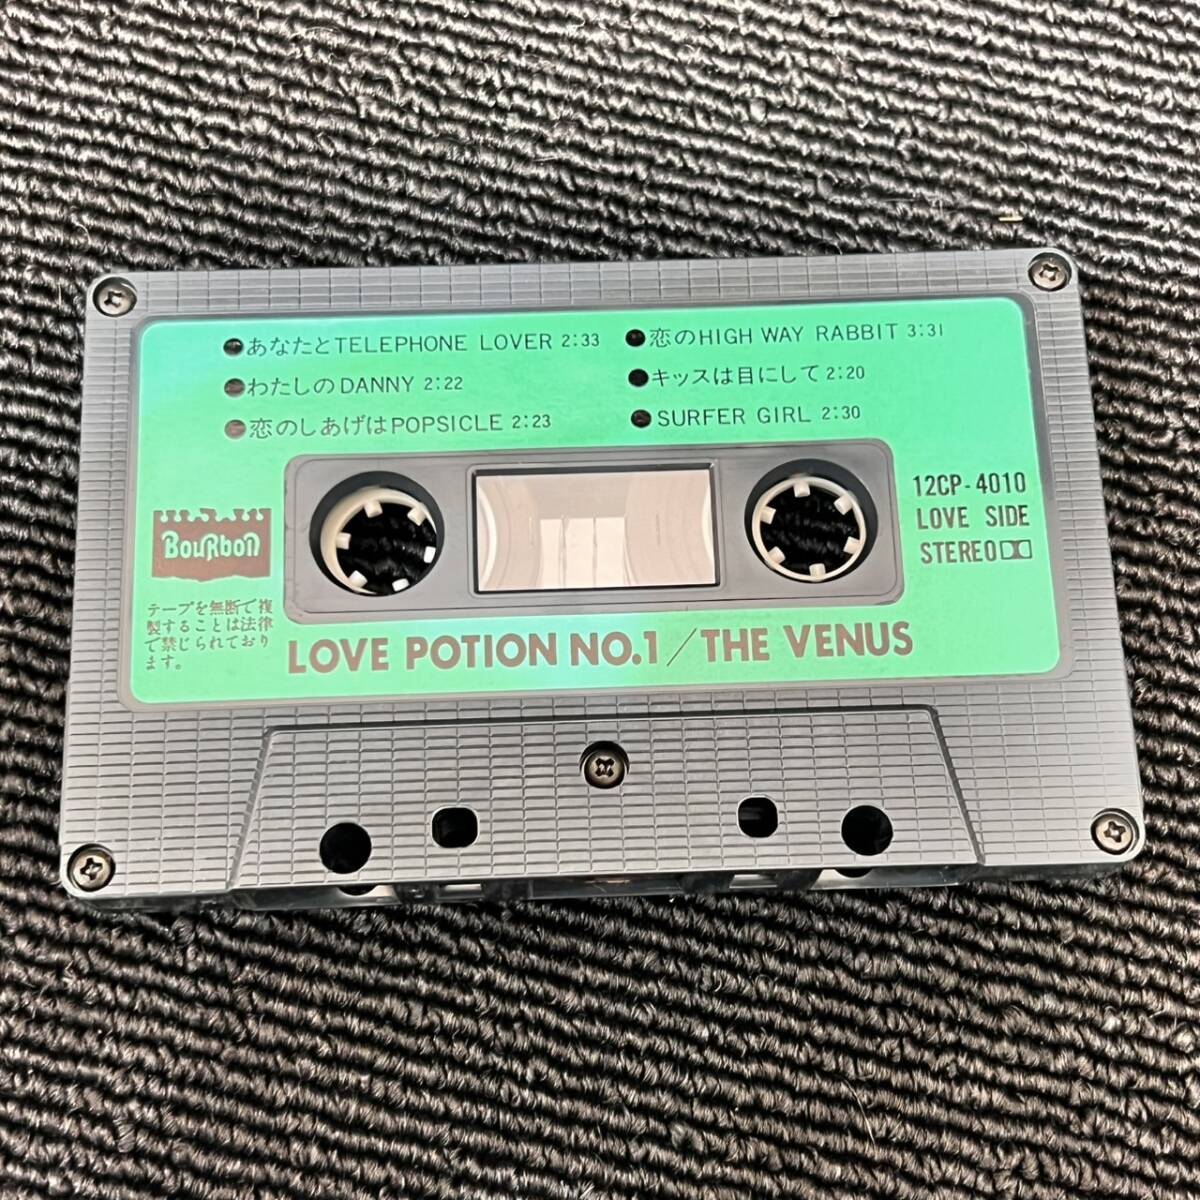 ●あなたとTELEPHONE LOVER 2:33
●わたしのDANNY 2:22
●恋のしあげはPOPSICLE 2:23
●恋のHIGH WAY RABBIT 3:31
●キッスは目にして 2:20
●SURFER GIRL 2:30
12CP-4010
LOVE SIDE
STEREO
BouRbon
テープを無断で複
製することは法律
で禁じられており
ます。
LOVE POTION NO.1／THE VENUS